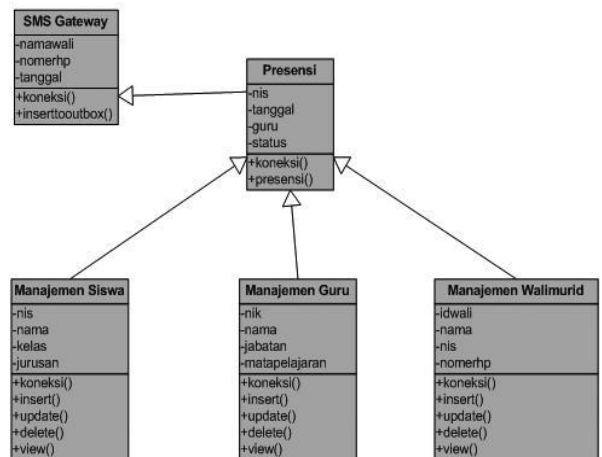 SMS Gateway
-namawali
-nomerhp
-tanggal
+koneksi()
+inserttooutbox()
Presensi
-nis
-tanggal
-guru
-status
+koneksi()
+presensi()
Manajemen Siswa
-nis
-nama
-kelas
-jurusan
+koneksi()
+insert()
+update()
+delete()
+view()
Manajemen Guru
-nik
-nama
-jabatan
-matapelajaran
+koneksi()
+insert()
+update()
+delete()
+view()
Manajemen Walimurid
-idwali
-nama
-nis
-nomerhp
+koneksi()
+insert()
+update()
+delete()
+view()